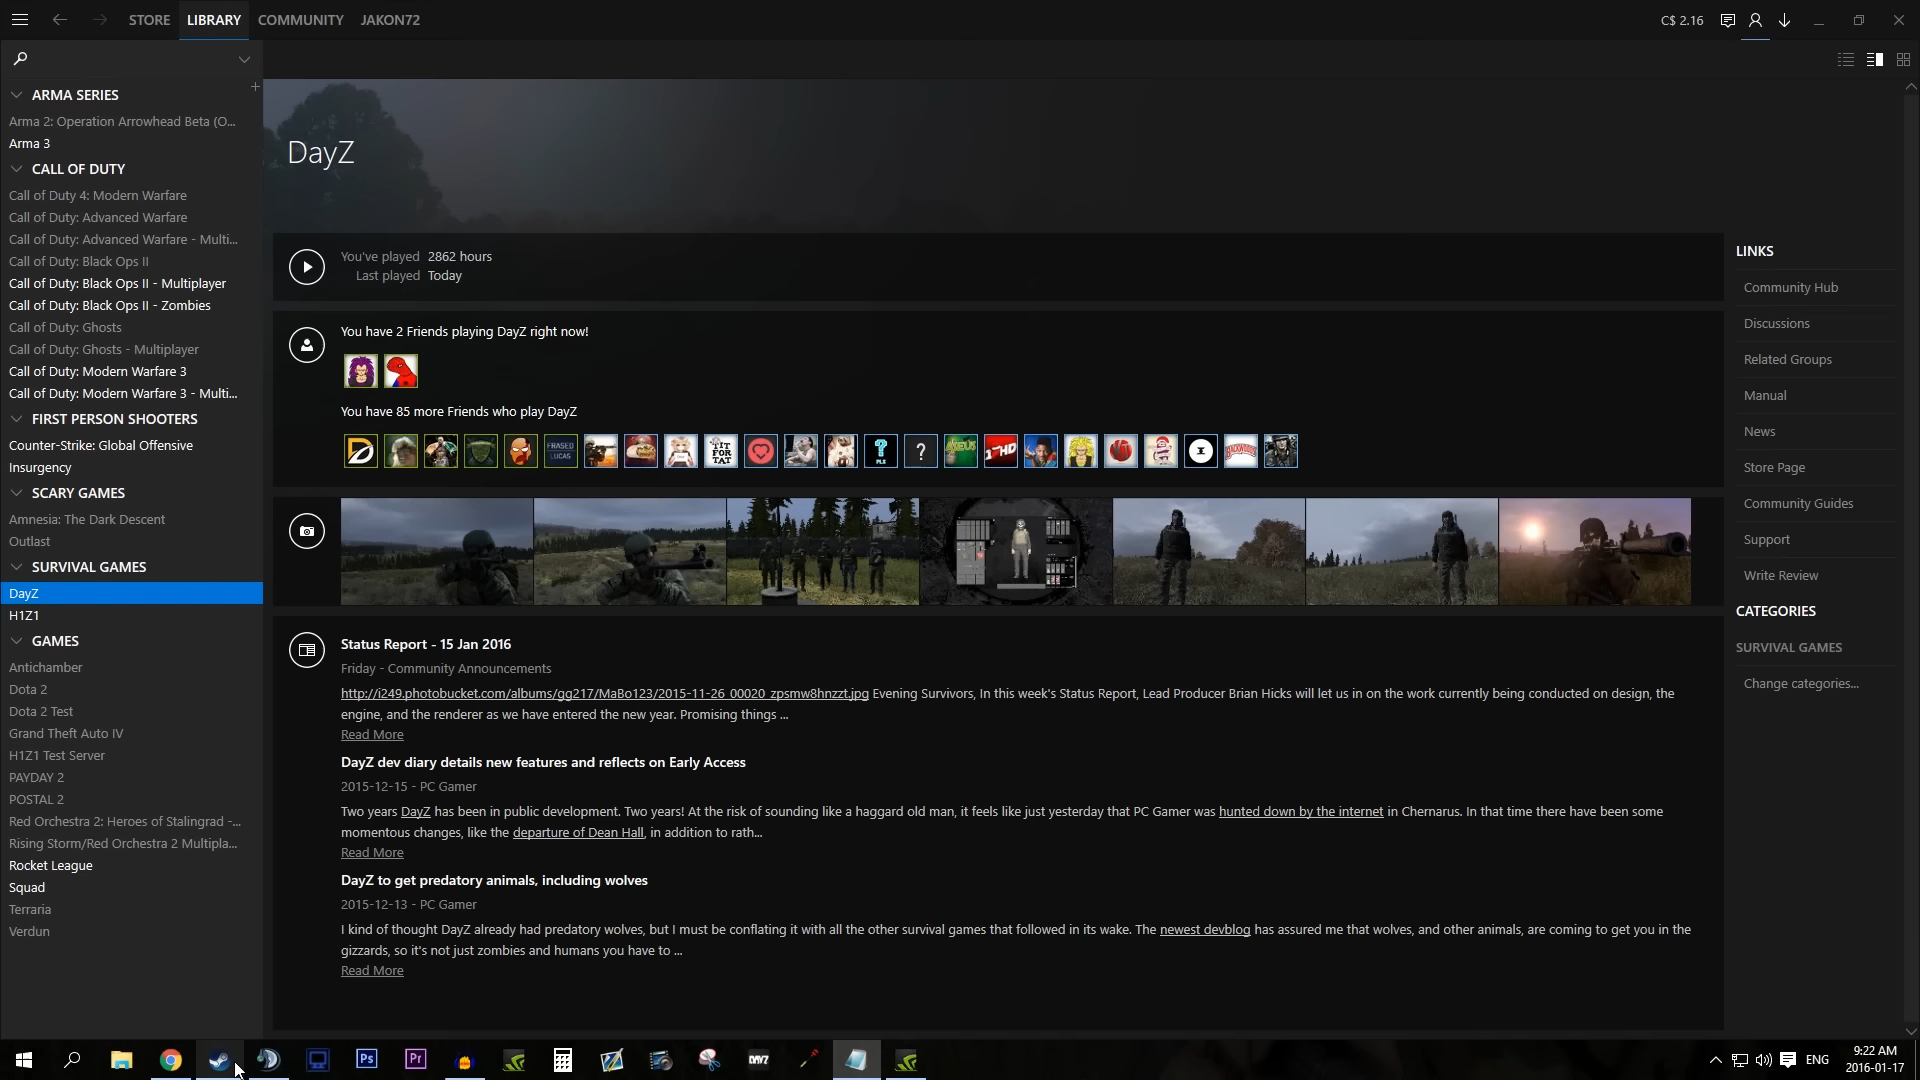 STORE LIBRARY COMMUNITY JAKON72
C$ 2.16
ARMA SERIES
Arma 2: Operation Arrowhead Beta (O...
Arma 3
CALL OF DUTY
Call of Duty 4: Modern Warfare
Call of Duty: Advanced Warfare
Call of Duty: Advanced Warfare - Multi...
Call of Duty: Black Ops II
Call of Duty: Black Ops II - Multiplayer
Call of Duty: Black Ops II - Zombies
Call of Duty: Ghosts
Call of Duty: Ghosts - Multiplayer
Call of Duty: Modern Warfare 3
Call of Duty: Modern Warfare 3 - Multi...
FIRST PERSON SHOOTERS
Counter-Strike: Global Offensive
Insurgency
SCARY GAMES
Amnesia: The Dark Descent
Outlast
SURVIVAL GAMES
DayZ
H1Z1
GAMES
Antichamber
Dota 2
Dota 2 Test
Grand Theft Auto IV
H1Z1 Test Server
PAYDAY 2
POSTAL 2
Red Orchestra 2: Heroes of Stalingrad -...
Rising Storm/Red Orchestra 2 Multipla...
Rocket League
Squad
Terraria
Verdun
DayZ
You've played 2862 hours
Last played Today
You have 2 Friends playing DayZ right now!
You have 85 more Friends who play DayZ
FRASED
LUCAS
TIT
FOR
TAT
?
Status Report - 15 Jan 2016
Friday - Community Announcements
http://i249.photobucket.com/albums/gg217/MaBo123/2015-11-26_00020_zpsmw8hnzzt.jpg Evening Survivors, In this week's Status Report, Lead Producer Brian Hicks will let us in on the work currently being conducted on design, the
engine, and the renderer as we have entered the new year. Promising things ...
Read More
DayZ dev diary details new features and reflects on Early Access
2015-12-15 - PC Gamer
Two years DayZ has been in public development. Two years! At the risk of sounding like a haggard old man, it feels like just yesterday that PC Gamer was hunted down by the internet in Chernarus. In that time there have been some
momentous changes, like the departure of Dean Hall, in addition to rath...
Read More
DayZ to get predatory animals, including wolves
2015-12-13 - PC Gamer
I kind of thought DayZ already had predatory wolves, but I must be conflating it with all the other survival games that followed in its wake. The newest devblog has assured me that wolves, and other animals, are coming to get you in the
gizzards, so it's not just zombies and humans you have to ...
Read More
LINKS
Community Hub
Discussions
Related Groups
Manual
News
Store Page
Community Guides
Support
Write Review
CATEGORIES
SURVIVAL GAMES
Change categories...
Ps
Pr
DAYZ
ENG
9:22 AM
2016-01-17